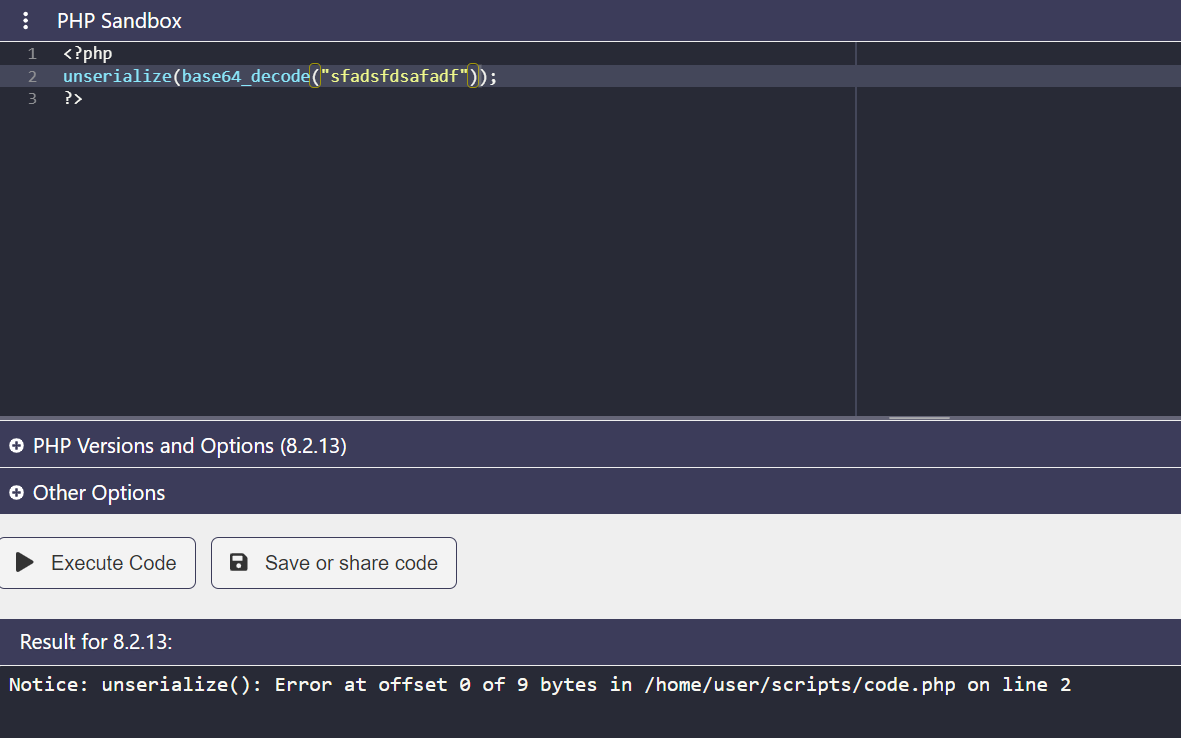 PHP Sandbox
1 <?php
2 unserialize(base64_decode("sfadsfdsafadf"));
3 ?>
PHP Versions and Options (8.2.13)
Other Options
Execute Code Save or share code
Result for 8.2.13:
Notice: unserialize(): Error at offset 0 of 9 bytes in /home/user/scripts/code.php on line 2